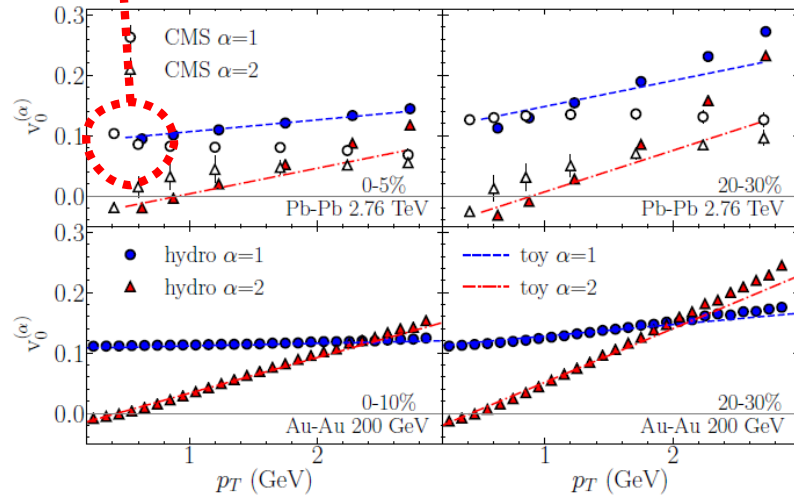 0.3
CMS α=1
CMS α=2
0.2
v₀^(α)
0.1
0.0
0-5%
Pb-Pb 2.76 TeV
20-30%
Pb-Pb 2.76 TeV
0.3
hydro α=1
hydro α=2
toy α=1
toy α=2
0.2
v₀^(α)
0.1
0.0
0-10%
Au-Au 200 GeV
20-30%
Au-Au 200 GeV
1 2 1 2
p_T (GeV) p_T (GeV)